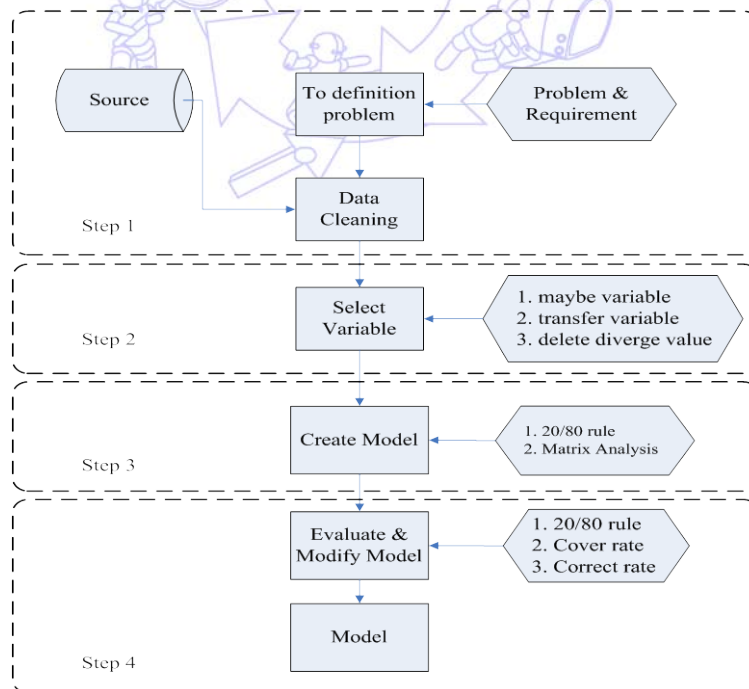 Source
To definition
problem
Problem &
Requirement
Data
Cleaning
Step 1
Select
Variable
1. maybe variable
2. transfer variable
3. delete diverge value
Step 2
Create Model
1. 20/80 rule
2. Matrix Analysis
Step 3
Evaluate &
Modify Model
1. 20/80 rule
2. Cover rate
3. Correct rate
Model
Step 4